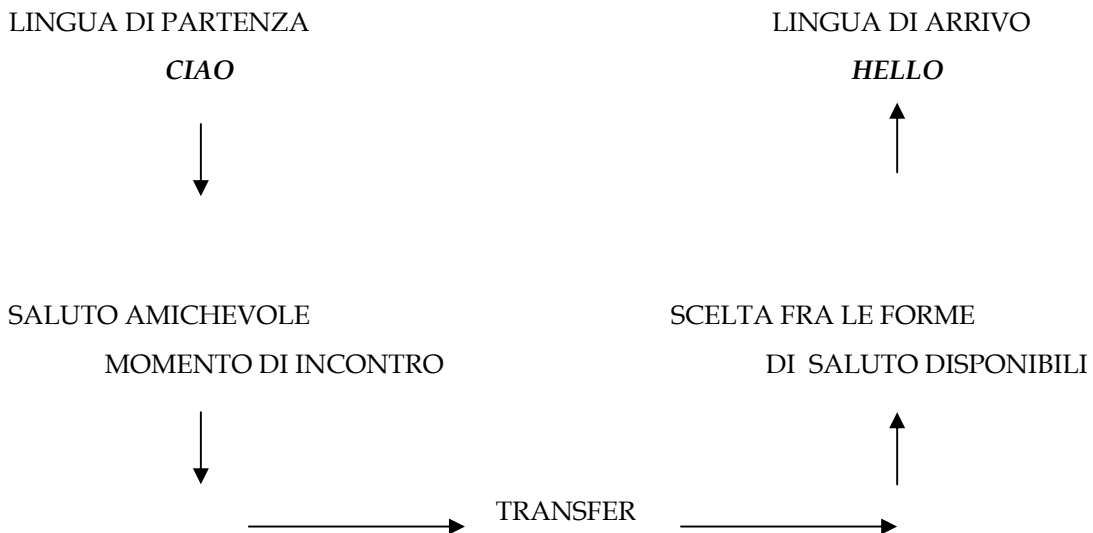 LINGUA DI PARTENZA
CIAO
LINGUA DI ARRIVO
HELLO
SALUTO AMICHEVOLE
MOMENTO DI INCONTRO
SCELTA FRA LE FORME
DI SALUTO DISPONIBILI
TRANSFER